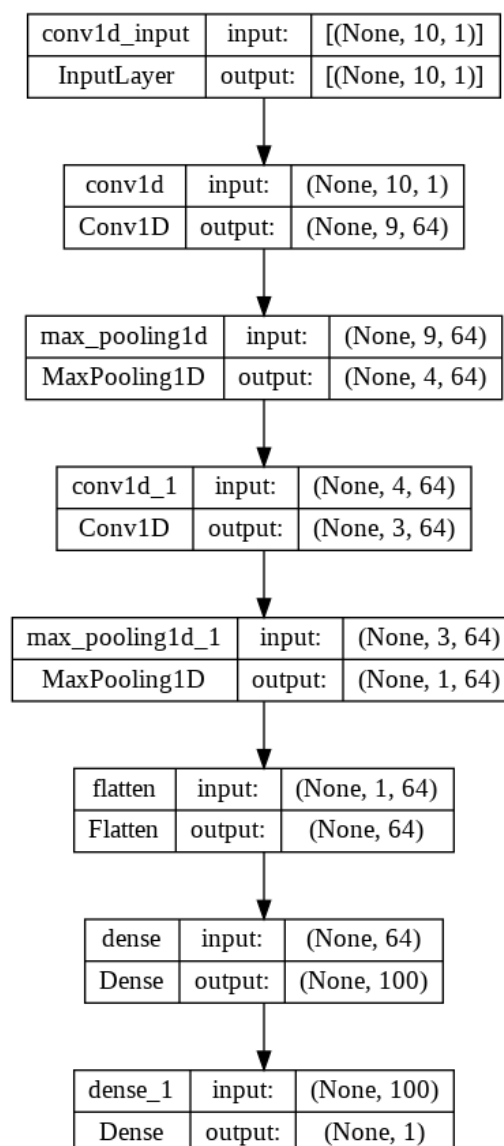 conv1d_input input: [(None, 10, 1)]
InputLayer output: [(None, 10, 1)]
conv1d input: (None, 10, 1)
Conv1D output: (None, 9, 64)
max_pooling1d input: (None, 9, 64)
MaxPooling1D output: (None, 4, 64)
conv1d_1 input: (None, 4, 64)
Conv1D output: (None, 3, 64)
max_pooling1d_1 input: (None, 3, 64)
MaxPooling1D output: (None, 1, 64)
flatten input: (None, 1, 64)
Flatten output: (None, 64)
dense input: (None, 64)
Dense output: (None, 100)
dense_1 input: (None, 100)
Dense output: (None, 1)